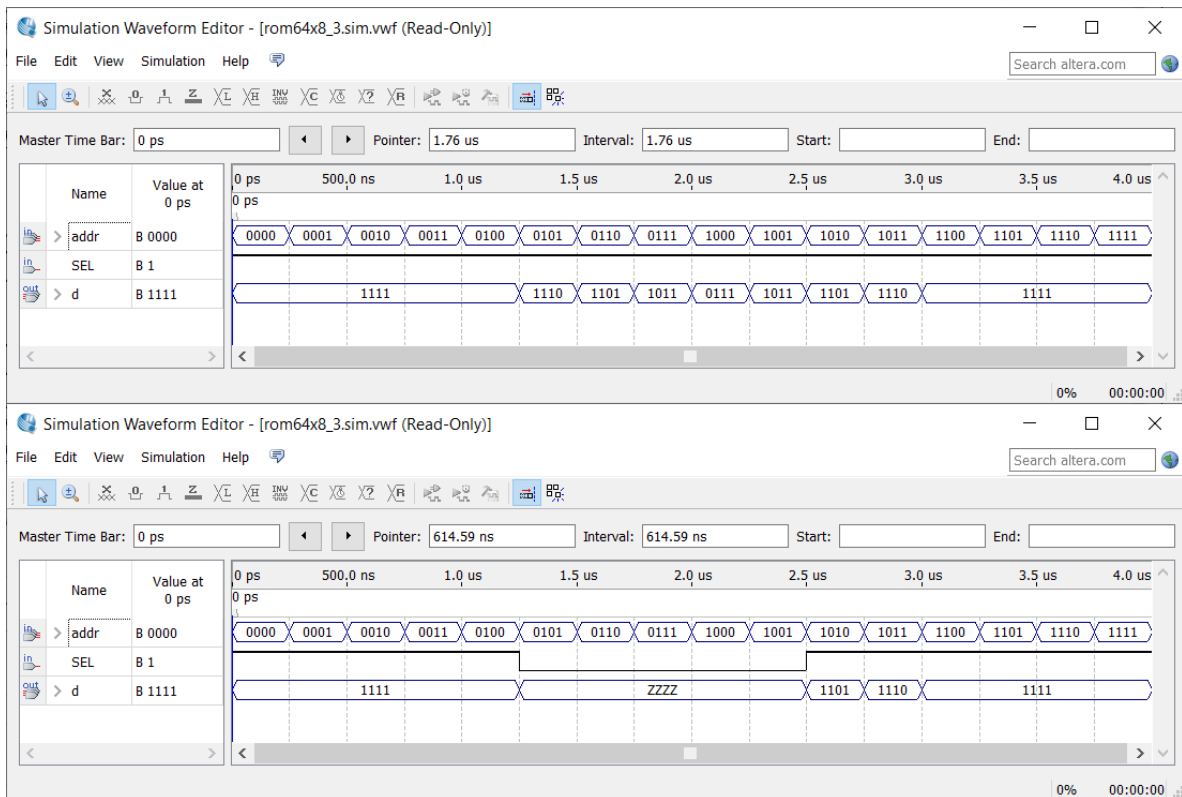 Simulation Waveform Editor - [rom64x8_3.sim.vwf (Read-Only)]
File Edit View Simulation Help
Search altera.com
Master Time Bar: 0 ps Pointer: 1.76 us Interval: 1.76 us Start: End:
Name Value at 0 ps
0 ps 500.0 ns 1.0 us 1.5 us 2.0 us 2.5 us 3.0 us 3.5 us 4.0 us
0 ps
in > addr B 0000 0000 0001 0010 0011 0100 0101 0110 0111 1000 1001 1010 1011 1100 1101 1110 1111
in SEL B 1
out > d B 1111 1111 1110 1101 1011 0111 1011 1101 1110 1111
0% 00:00:00
Simulation Waveform Editor - [rom64x8_3.sim.vwf (Read-Only)]
File Edit View Simulation Help
Search altera.com
Master Time Bar: 0 ps Pointer: 614.59 ns Interval: 614.59 ns Start: End:
Name Value at 0 ps
0 ps 500.0 ns 1.0 us 1.5 us 2.0 us 2.5 us 3.0 us 3.5 us 4.0 us
0 ps
in > addr B 0000 0000 0001 0010 0011 0100 0101 0110 0111 1000 1001 1010 1011 1100 1101 1110 1111
in SEL B 1
out > d B 1111 1111 ZZZZ 1101 1110 1111
0% 00:00:00